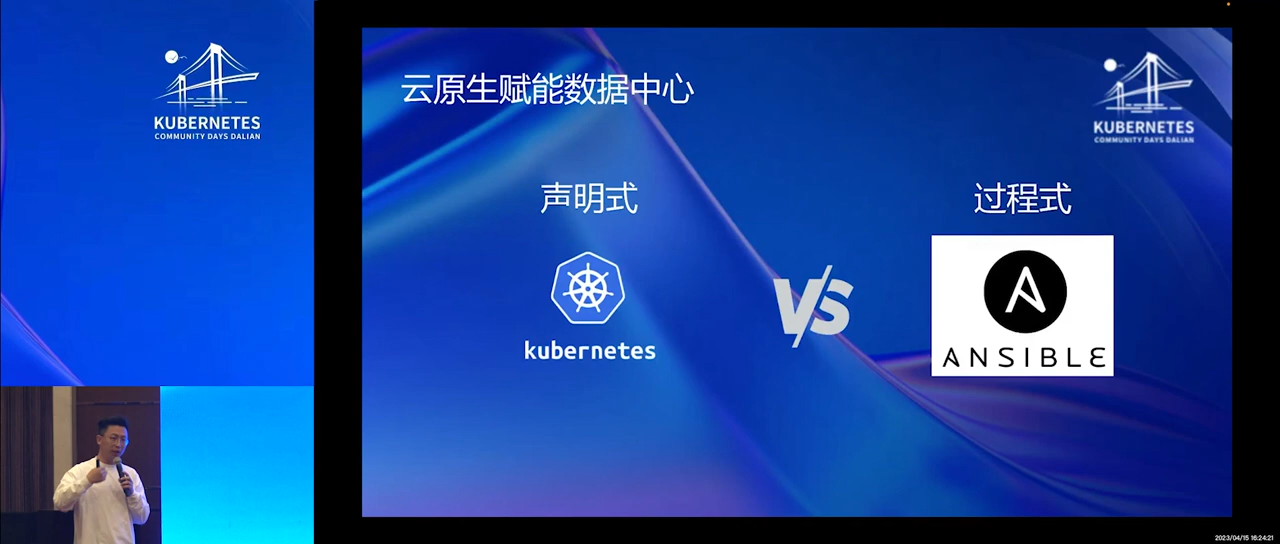 KUBERNETES
COMMUNITY DAYS DALIAN
云原生赋能数据中心
KUBERNETES
COMMUNITY DAYS DALIAN
声明式
过程式
kubernetes
VS
ANSIBLE
2023/04/15 16:24:21